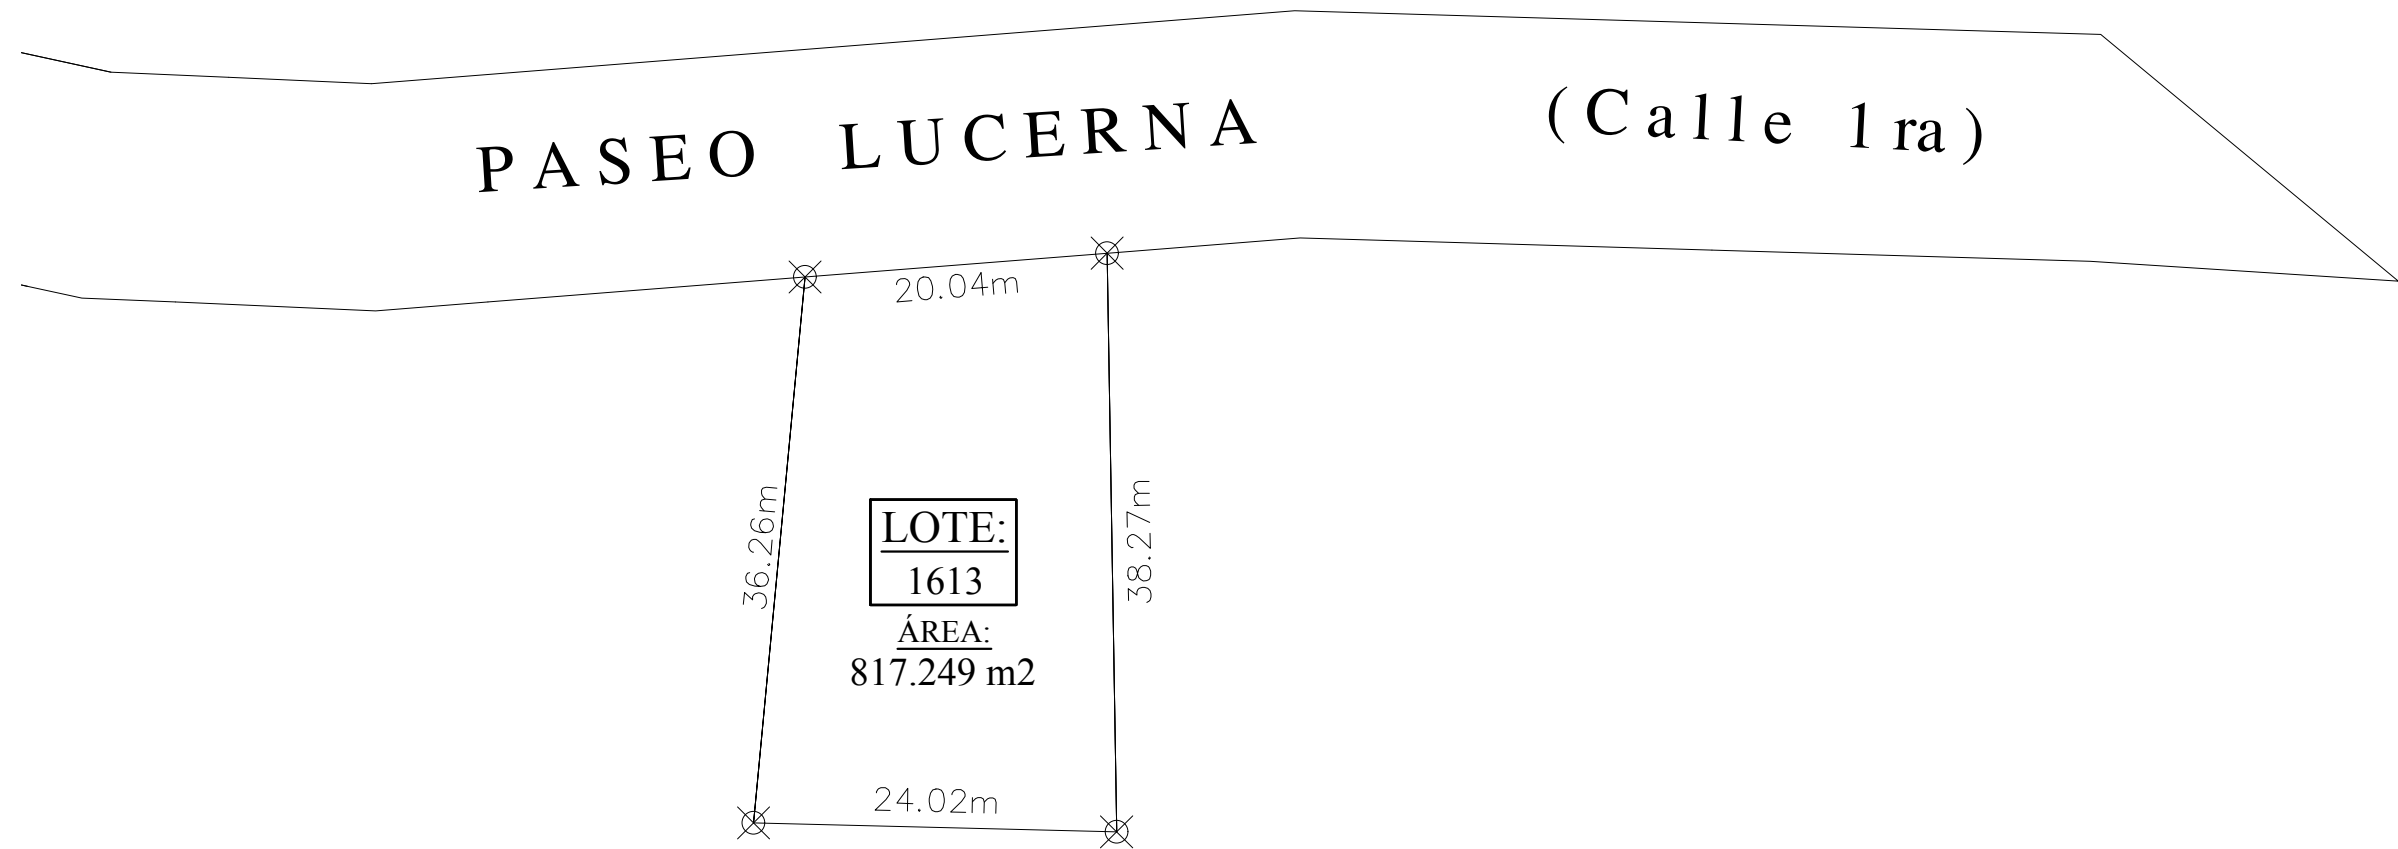 PASEO LUCERNA (Calle 1ra)
20.04m
36.26m
38.27m
LOTE:
1613
ÁREA:
817.249 m2
24.02m